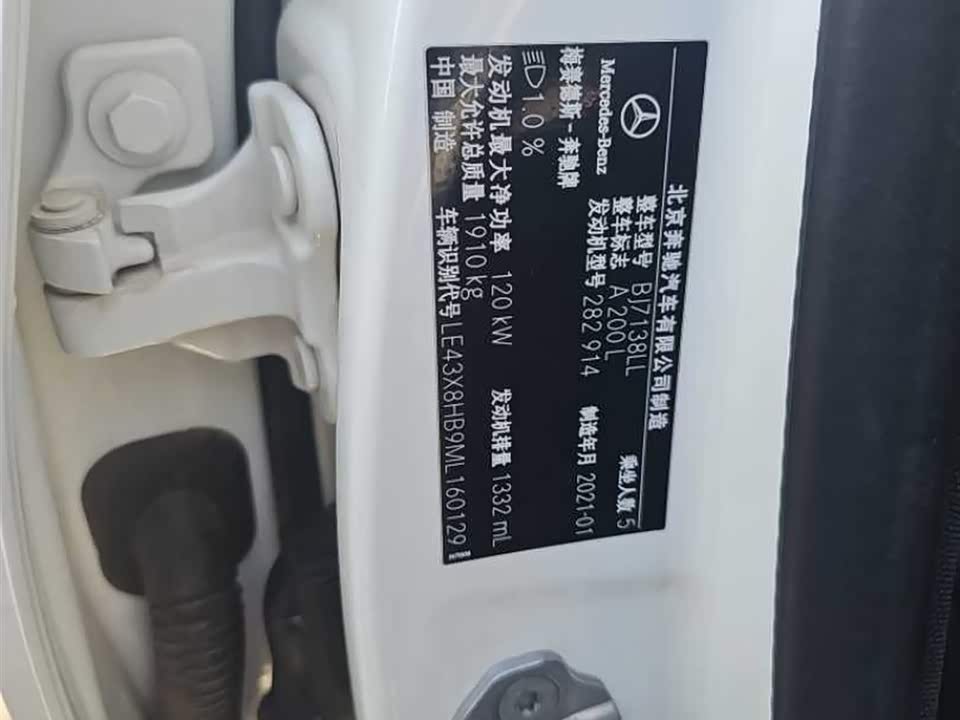 北京奔驰汽车有限公司制造
Mercedes-Benz
梅赛德斯-奔驰牌
整车型号 BJ7138LL
乘坐人数 5
整车标志 A 200 L
发动机型号 282 914
制造年月 2021-01
1.0 %
发动机最大净功率 120 kW
发动机排量 1332 mL
最大允许总质量 1910 kg
中国 制造
车辆识别代号 LE43X8HB9ML160129